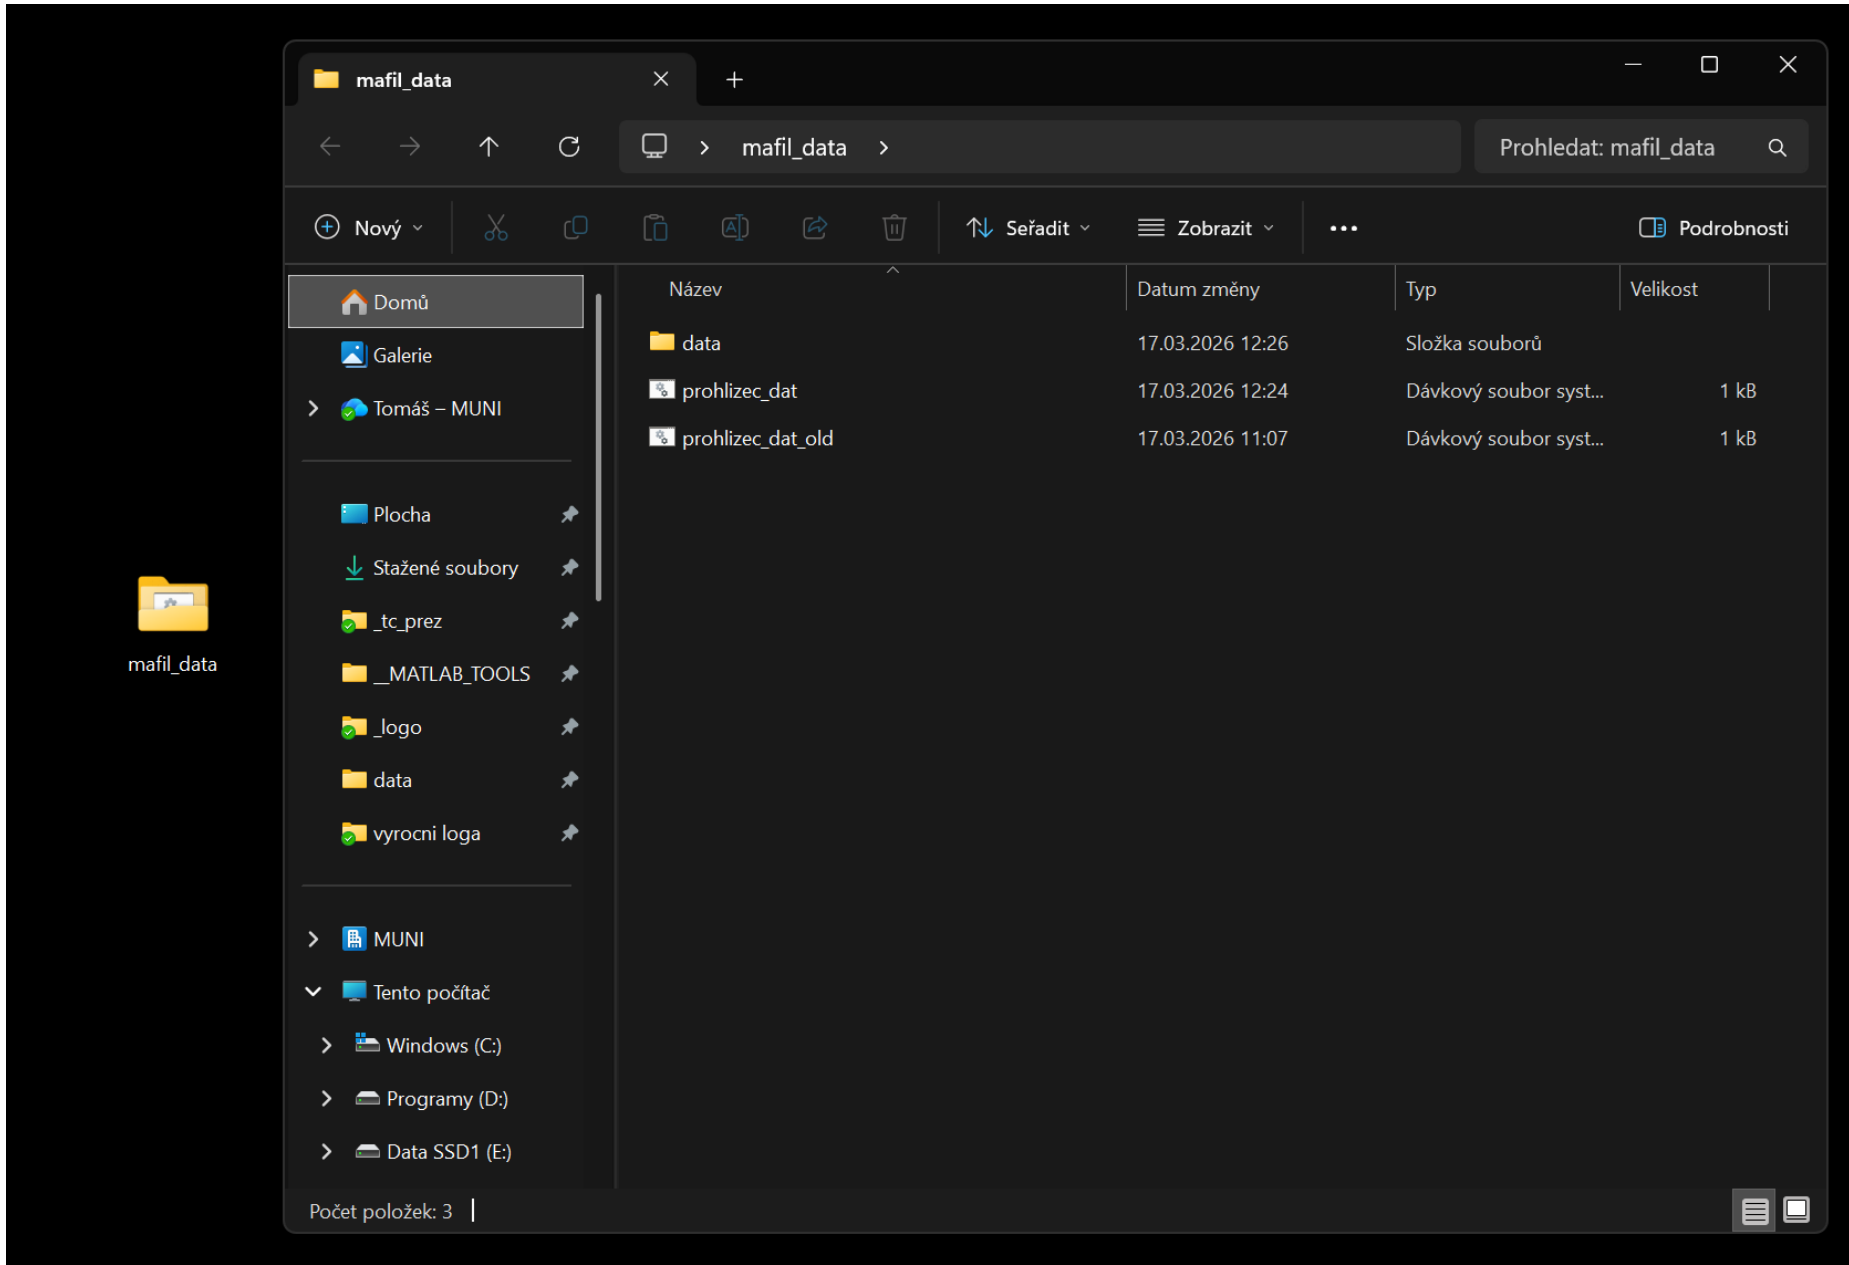 mafil_data
mafil_data
Prohledat: mafil_data
Nový
Seřadit
Zobrazit
Podrobnosti
Domů
Galerie
Tomáš – MUNI
Plocha
Stažené soubory
_tc_prez
__MATLAB_TOOLS
_logo
data
vyrocni loga
MUNI
Tento počítač
Windows (C:)
Programy (D:)
Data SSD1 (E:)
Název Datum změny Typ Velikost
data 17.03.2026 12:26 Složka souborů
prohlizec_dat 17.03.2026 12:24 Dávkový soubor syst... 1 kB
prohlizec_dat_old 17.03.2026 11:07 Dávkový soubor syst... 1 kB
Počet položek: 3
mafil_data